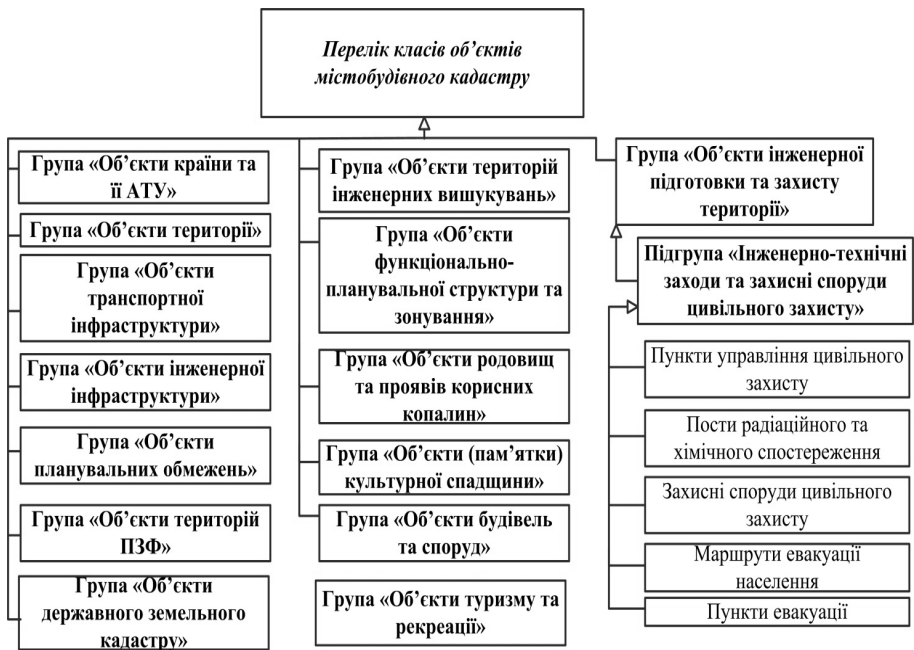 Перелік класів об’єктів
містобудівного кадастру
Група «Об’єкти країни та
її АТУ»
Група «Об’єкти території»
Група «Об’єкти
транспортної
інфраструктури»
Група «Об’єкти інженерної
інфраструктури»
Група «Об’єкти
планувальних обмежень»
Група «Об’єкти територій
ПЗФ»
Група «Об’єкти
державного земельного
кадастру»
Група «Об’єкти територій
інженерних вишукувань»
Група «Об’єкти
функціонально-
планувальної структури та
зонування»
Група «Об’єкти родовищ
та проявів корисних
копалин»
Група «Об’єкти (пам’ятки)
культурної спадщини»
Група «Об’єкти будівель
та споруд»
Група «Об’єкти туризму та
рекреації»
Група «Об’єкти інженерної
підготовки та захисту
території»
Підгрупа «Інженерно-технічні
заходи та захисні споруди
цивільного захисту»
Пункти управління цивільного
захисту
Пости радіаційного та
хімічного спостереження
Захисні споруди цивільного
захисту
Маршрути евакуації
населення
Пункти евакуації